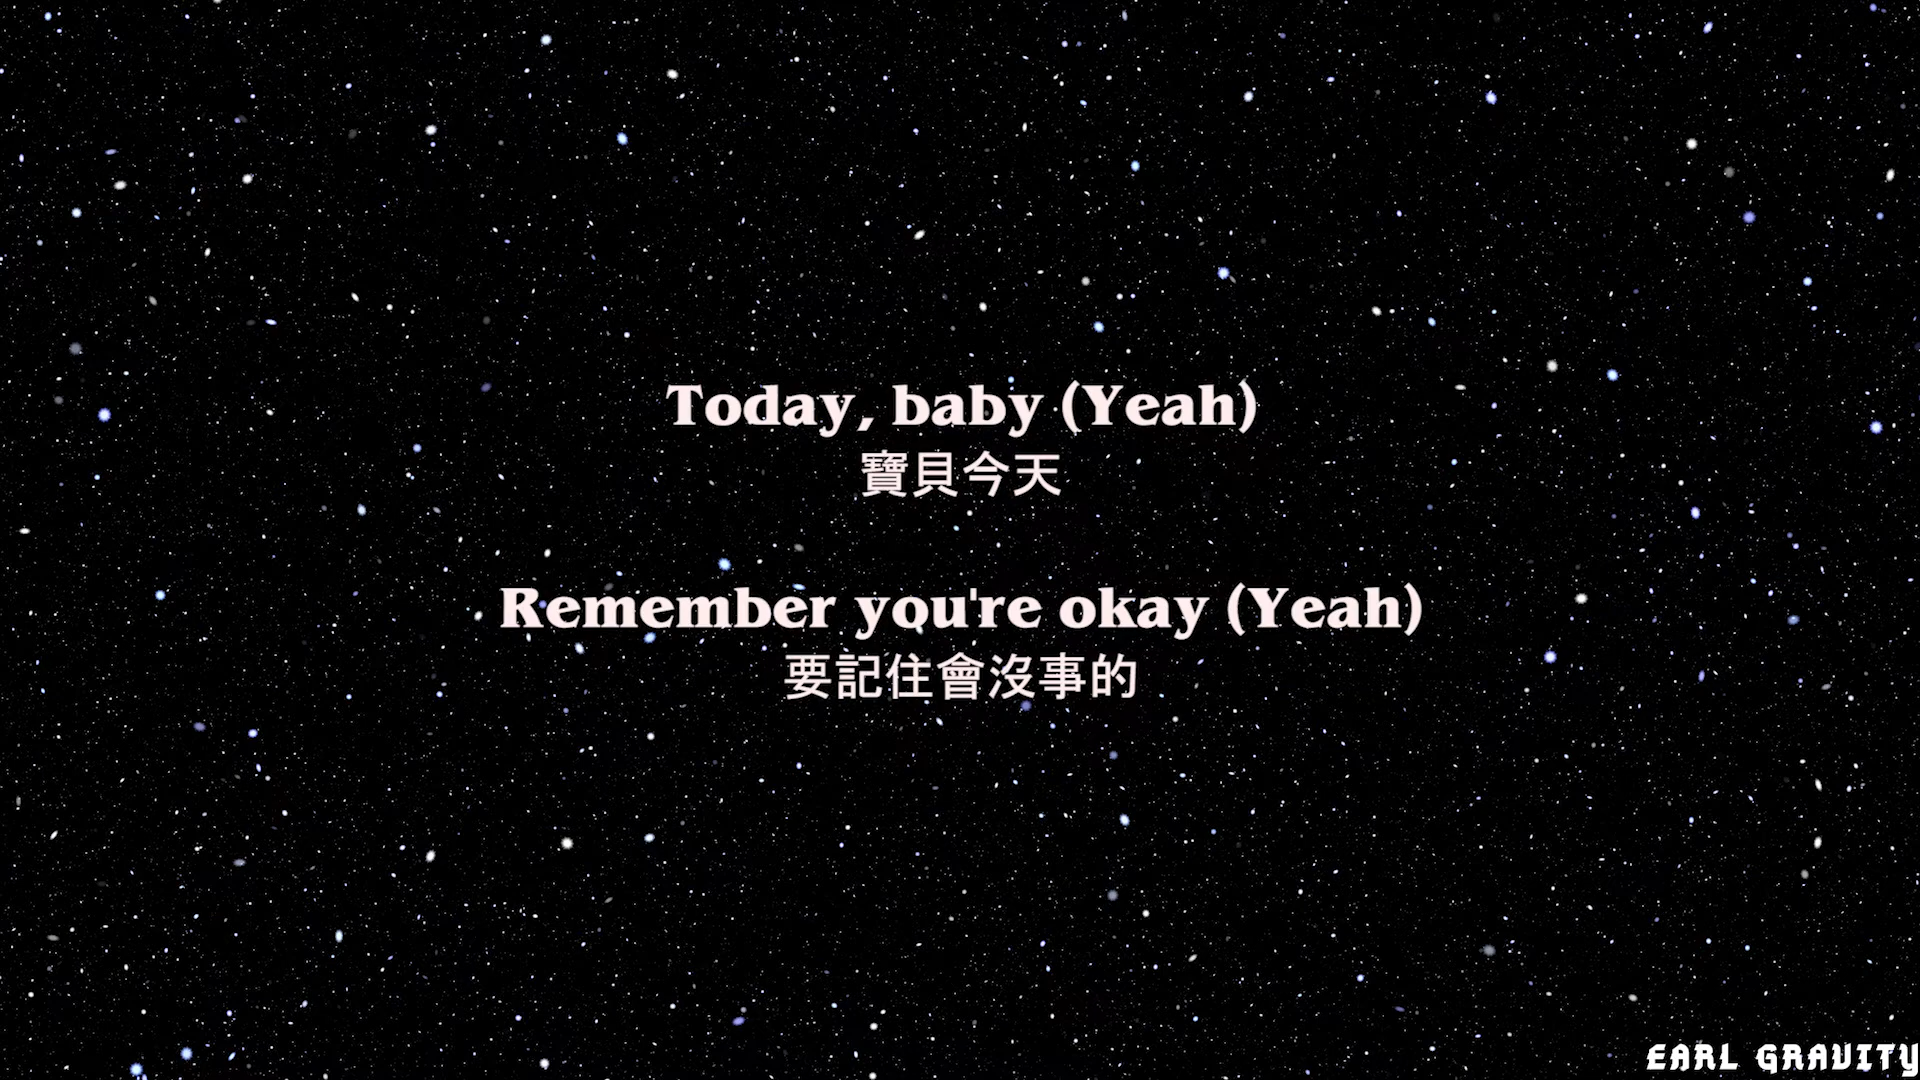 Today, baby (Yeah)
寶貝今天
Remember you're okay (Yeah)
要記住會沒事的
EARL GRAVITY